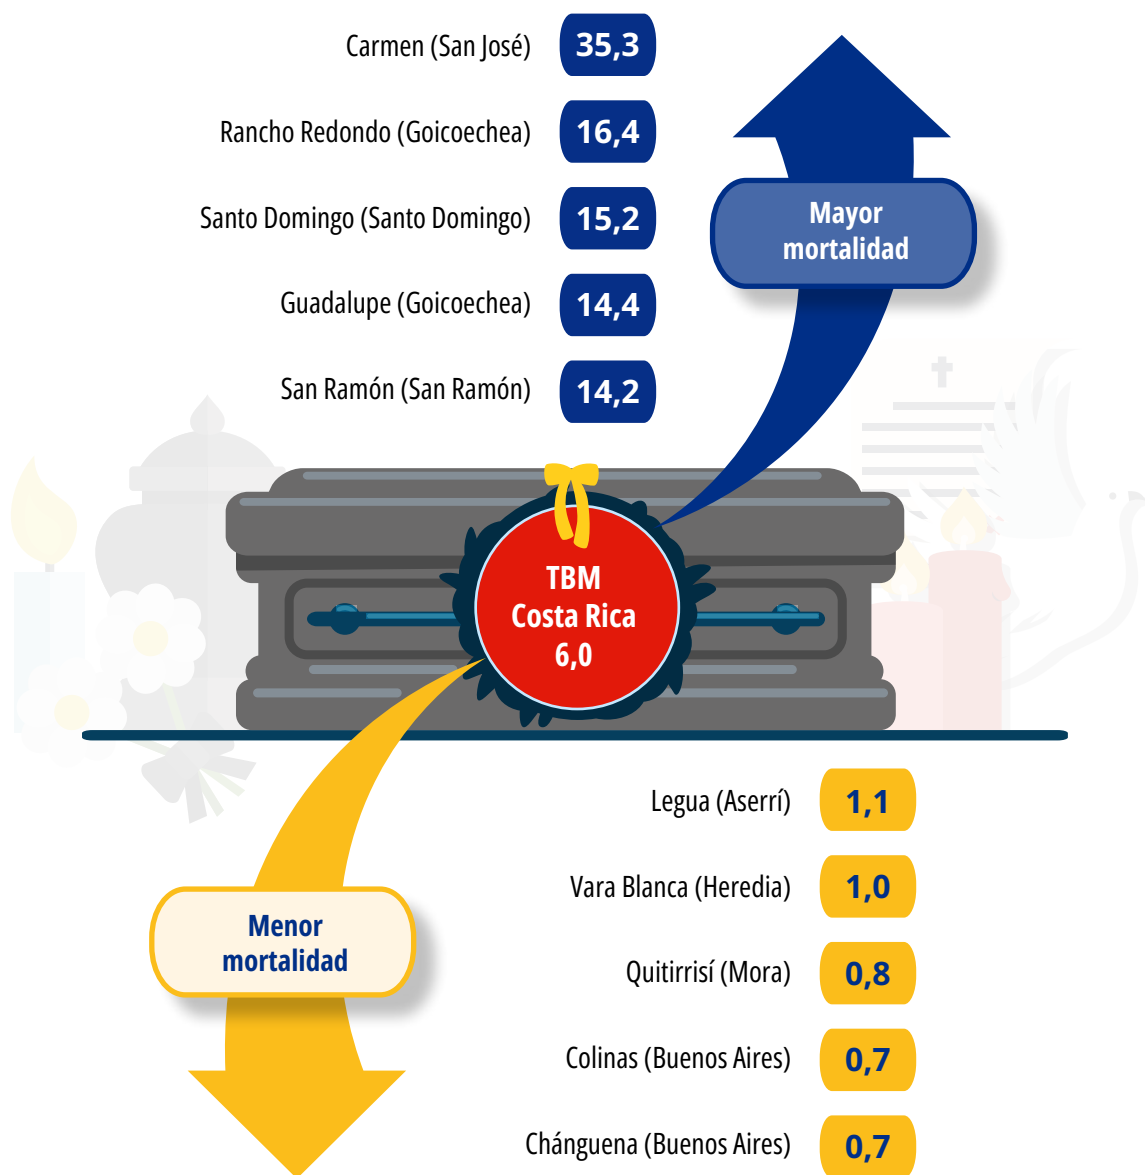 Carmen (San José) 35,3
Rancho Redondo (Goicoechea) 16,4
Santo Domingo (Santo Domingo) 15,2
Guadalupe (Goicoechea) 14,4
San Ramón (San Ramón) 14,2
Mayor
mortalidad
TBM
Costa Rica
6,0
Menor
mortalidad
Legua (Aserrí) 1,1
Vara Blanca (Heredia) 1,0
Quitirrisí (Mora) 0,8
Colinas (Buenos Aires) 0,7
Chánguena (Buenos Aires) 0,7